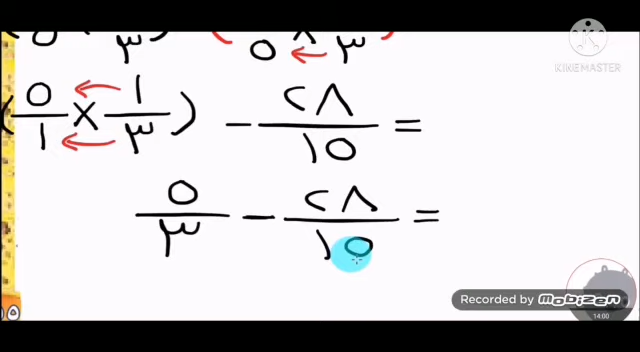 KINEMASTER
= ٢٨/١٥ - (١/٣ × ٥/١)
= ٢٨/١٥ - ٥/٣
Recorded by mobizen
14:00